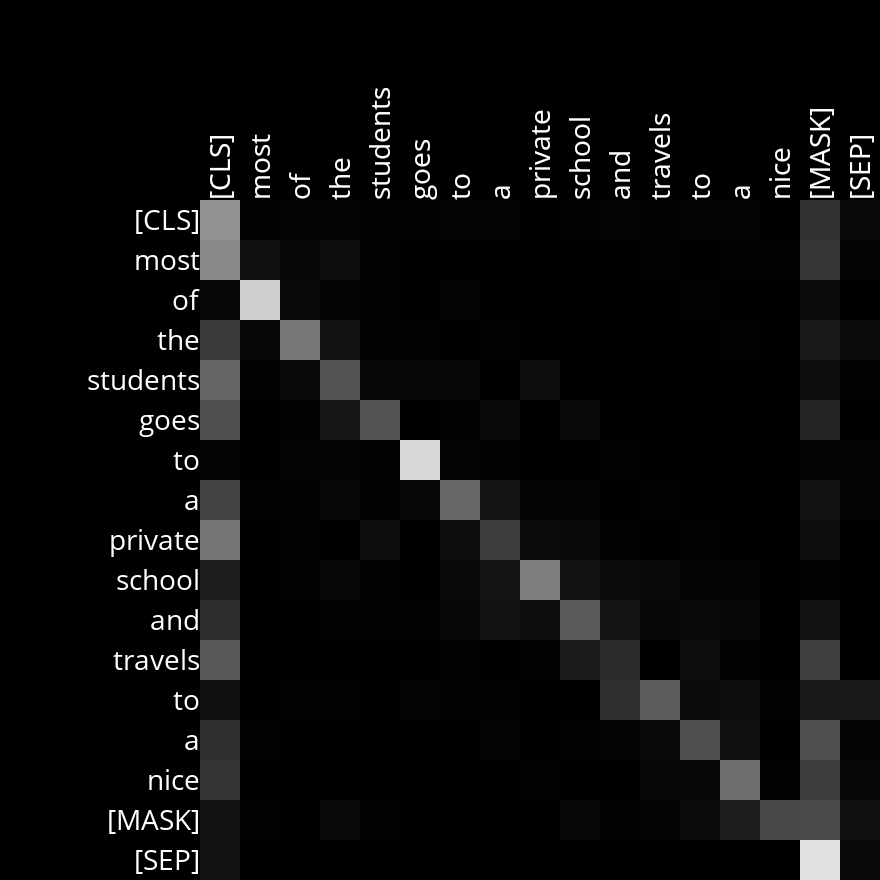 [CLS] most of the students goes to a private school and travels to a nice [MASK] [SEP]
[CLS]
most
of
the
students
goes
to
a
private
school
and
travels
to
a
nice
[MASK]
[SEP]